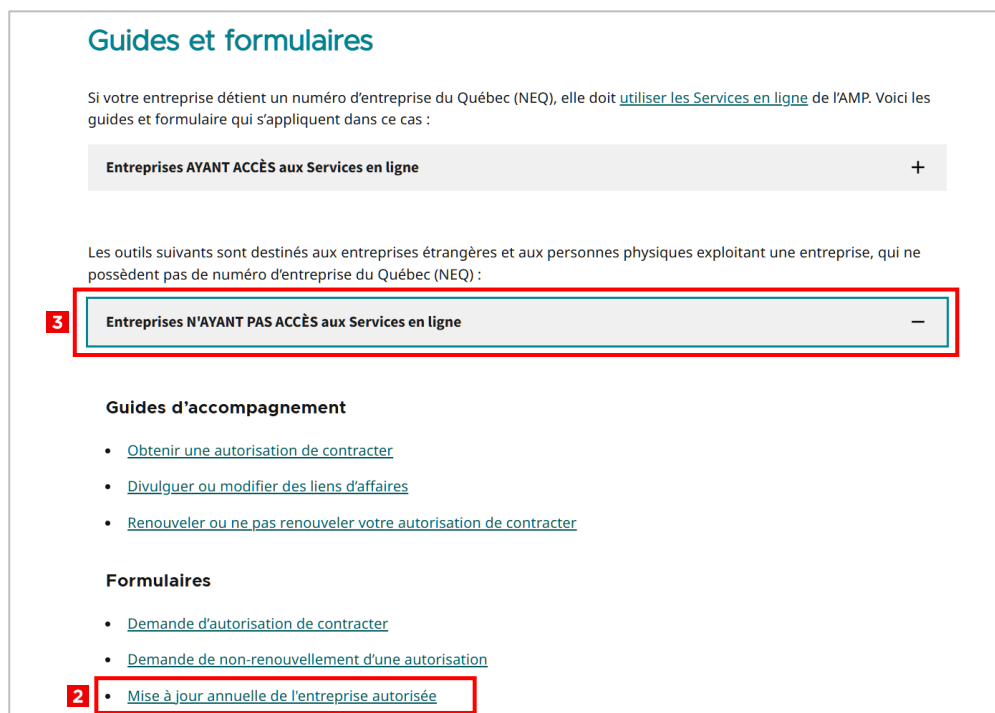 Guides et formulaires
Si votre entreprise détient un numéro d’entreprise du Québec (NEQ), elle doit utiliser les Services en ligne de l’AMP. Voici les
guides et formulaire qui s’appliquent dans ce cas :
Entreprises AYANT ACCÈS aux Services en ligne
Les outils suivants sont destinés aux entreprises étrangères et aux personnes physiques exploitant une entreprise, qui ne
possèdent pas de numéro d’entreprise du Québec (NEQ) :
3 Entreprises N'AYANT PAS ACCÈS aux Services en ligne
Guides d’accompagnement
• Obtenir une autorisation de contracter
• Divulguer ou modifier des liens d’affaires
• Renouveler ou ne pas renouveler votre autorisation de contracter
Formulaires
• Demande d’autorisation de contracter
• Demande de non-renouvellement d’une autorisation
2 • Mise à jour annuelle de l'entreprise autorisée